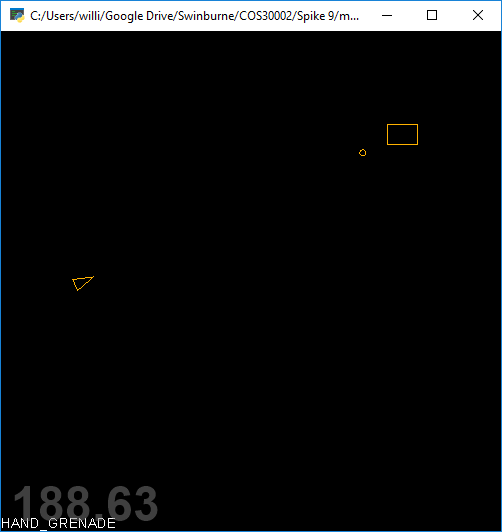 C:/Users/willi/Google Drive/Swinburne/COS30002/Spike 9/m...
188.63
HAND_GRENADE